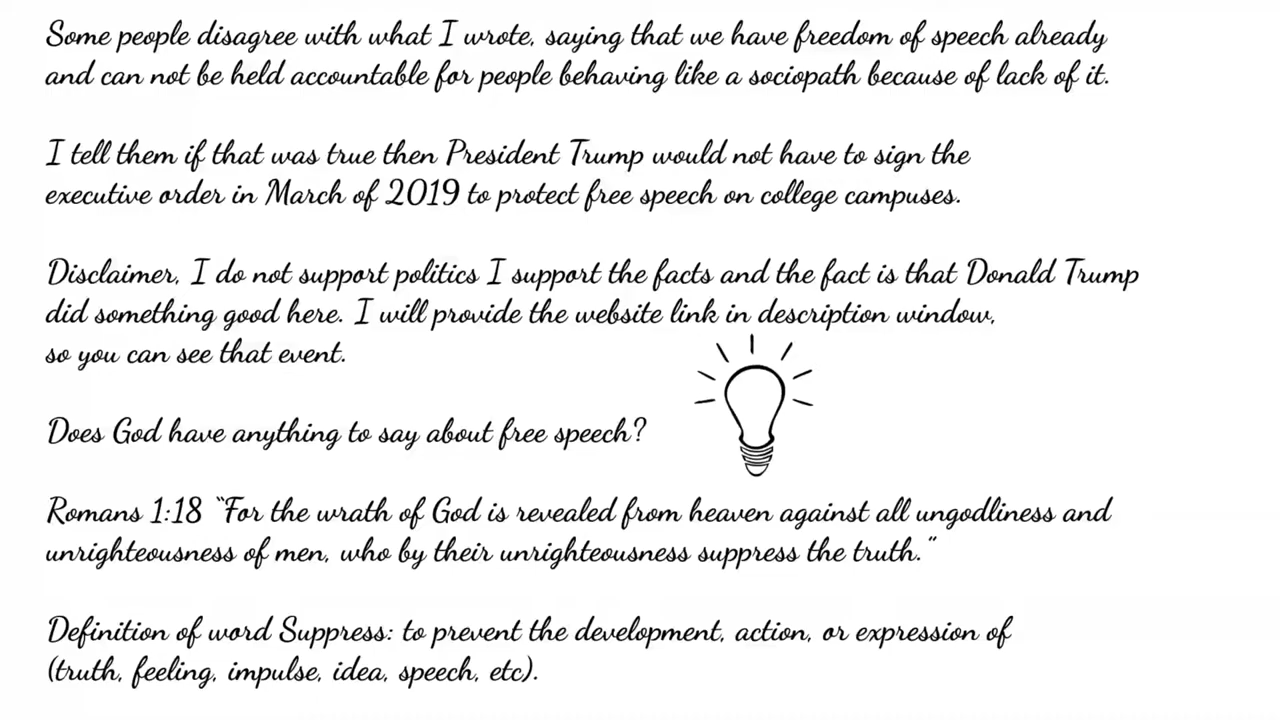 Some people disagree with what I wrote, saying that we have freedom of speech already
and can not be held accountable for people behaving like a sociopath because of lack of it.
I tell them if that was true then President Trump would not have to sign the
executive order in March of 2019 to protect free speech on college campuses.
Disclaimer, I do not support politics I support the facts and the fact is that Donald Trump
did something good here. I will provide the website link in description window,
so you can see that event.
Does God have anything to say about free speech?
Romans 1:18 "For the wrath of God is revealed from heaven against all ungodliness and
unrighteousness of men, who by their unrighteousness suppress the truth."
Definition of word Suppress: to prevent the development, action, or expression of
(truth, feeling, impulse, idea, speech, etc).